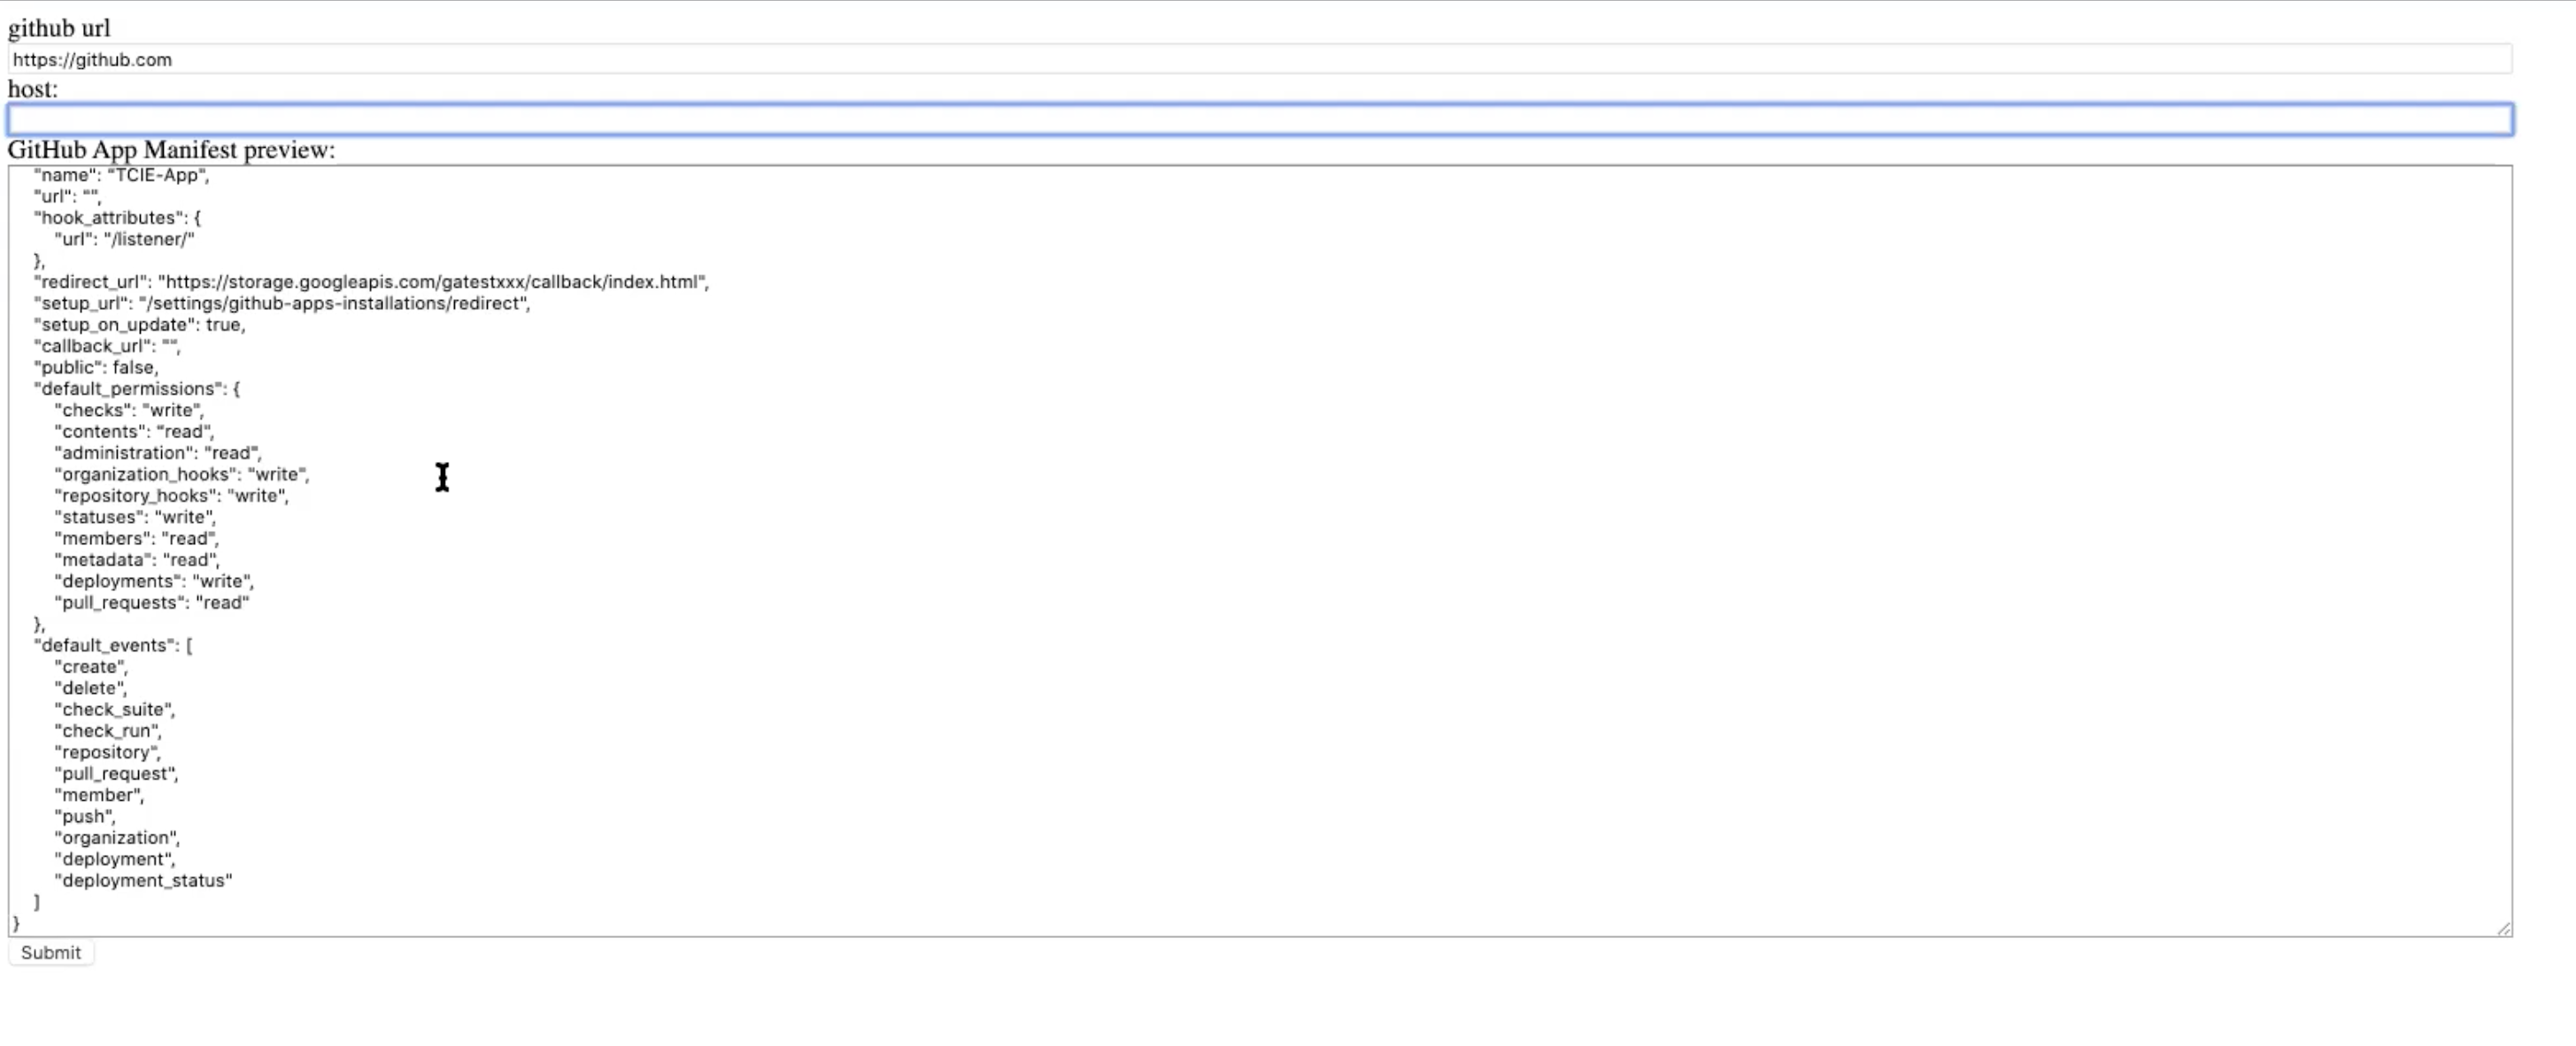 github url
https://github.com
host:
GitHub App Manifest preview:
"name": "TCIE-App",
"url": "",
"hook_attributes": {
"url": "/listener/"
},
"redirect_url": "https://storage.googleapis.com/gatestxxx/callback/index.html",
"setup_url": "/settings/github-apps-installations/redirect",
"setup_on_update": true,
"callback_url": "",
"public": false,
"default_permissions": {
"checks": "write",
"contents": "read",
"administration": "read",
"organization_hooks": "write",
"repository_hooks": "write",
"statuses": "write",
"members": "read",
"metadata": "read",
"deployments": "write",
"pull_requests": "read"
},
"default_events": [
"create",
"delete",
"check_suite",
"check_run",
"repository",
"pull_request",
"member",
"push",
"organization",
"deployment",
"deployment_status"
]
}
Submit